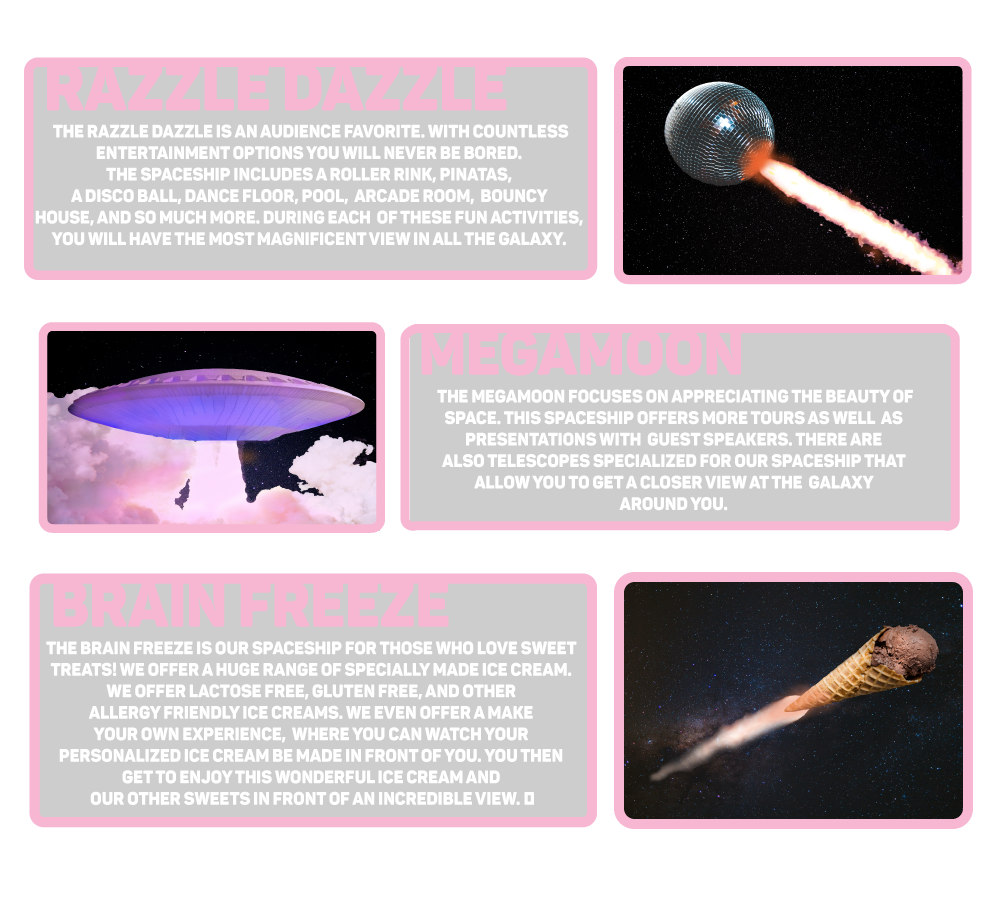 RAZZLE DAZZLE
THE RAZZLE DAZZLE IS AN AUDIENCE FAVORITE. WITH COUNTLESS
ENTERTAINMENT OPTIONS YOU WILL NEVER BE BORED.
THE SPACESHIP INCLUDES A ROLLER RINK, PINATAS,
A DISCO BALL, DANCE FLOOR, POOL, ARCADE ROOM, BOUNCY
HOUSE, AND SO MUCH MORE. DURING EACH OF THESE FUN ACTIVITIES,
YOU WILL HAVE THE MOST MAGNIFICENT VIEW IN ALL THE GALAXY.
MEGAMOON
THE MEGAMOON FOCUSES ON APPRECIATING THE BEAUTY OF
SPACE. THIS SPACESHIP OFFERS MORE TOURS AS WELL AS
PRESENTATIONS WITH GUEST SPEAKERS. THERE ARE
ALSO TELESCOPES SPECIALIZED FOR OUR SPACESHIP THAT
ALLOW YOU TO GET A CLOSER VIEW AT THE GALAXY
AROUND YOU.
BRAIN FREEZE
THE BRAIN FREEZE IS OUR SPACESHIP FOR THOSE WHO LOVE SWEET
TREATS! WE OFFER A HUGE RANGE OF SPECIALLY MADE ICE CREAM.
WE OFFER LACTOSE FREE, GLUTEN FREE, AND OTHER
ALLERGY FRIENDLY ICE CREAMS. WE EVEN OFFER A MAKE
YOUR OWN EXPERIENCE, WHERE YOU CAN WATCH YOUR
PERSONALIZED ICE CREAM BE MADE IN FRONT OF YOU. YOU THEN
GET TO ENJOY THIS WONDERFUL ICE CREAM AND
OUR OTHER SWEETS IN FRONT OF AN INCREDIBLE VIEW.